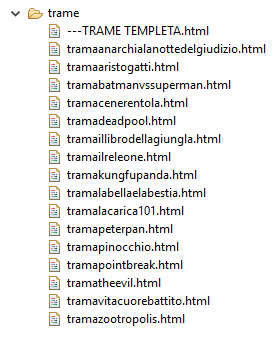 trame
---TRAME TEMPLETA.html
tramaanarchialanottedelgiudizio.html
tramaaristogatti.html
tramabatmanvssuperman.html
tramacenerentola.html
tramadeadpool.html
tramaillibrodellagiungla.html
tramailreleone.html
tramakungfupanda.html
tramalabellaelabestia.html
tramalacarica101.html
tramapeterpan.html
tramapinocchio.html
tramapointbreak.html
tramatheevil.html
tramavitacuorebattito.html
tramazootropolis.html